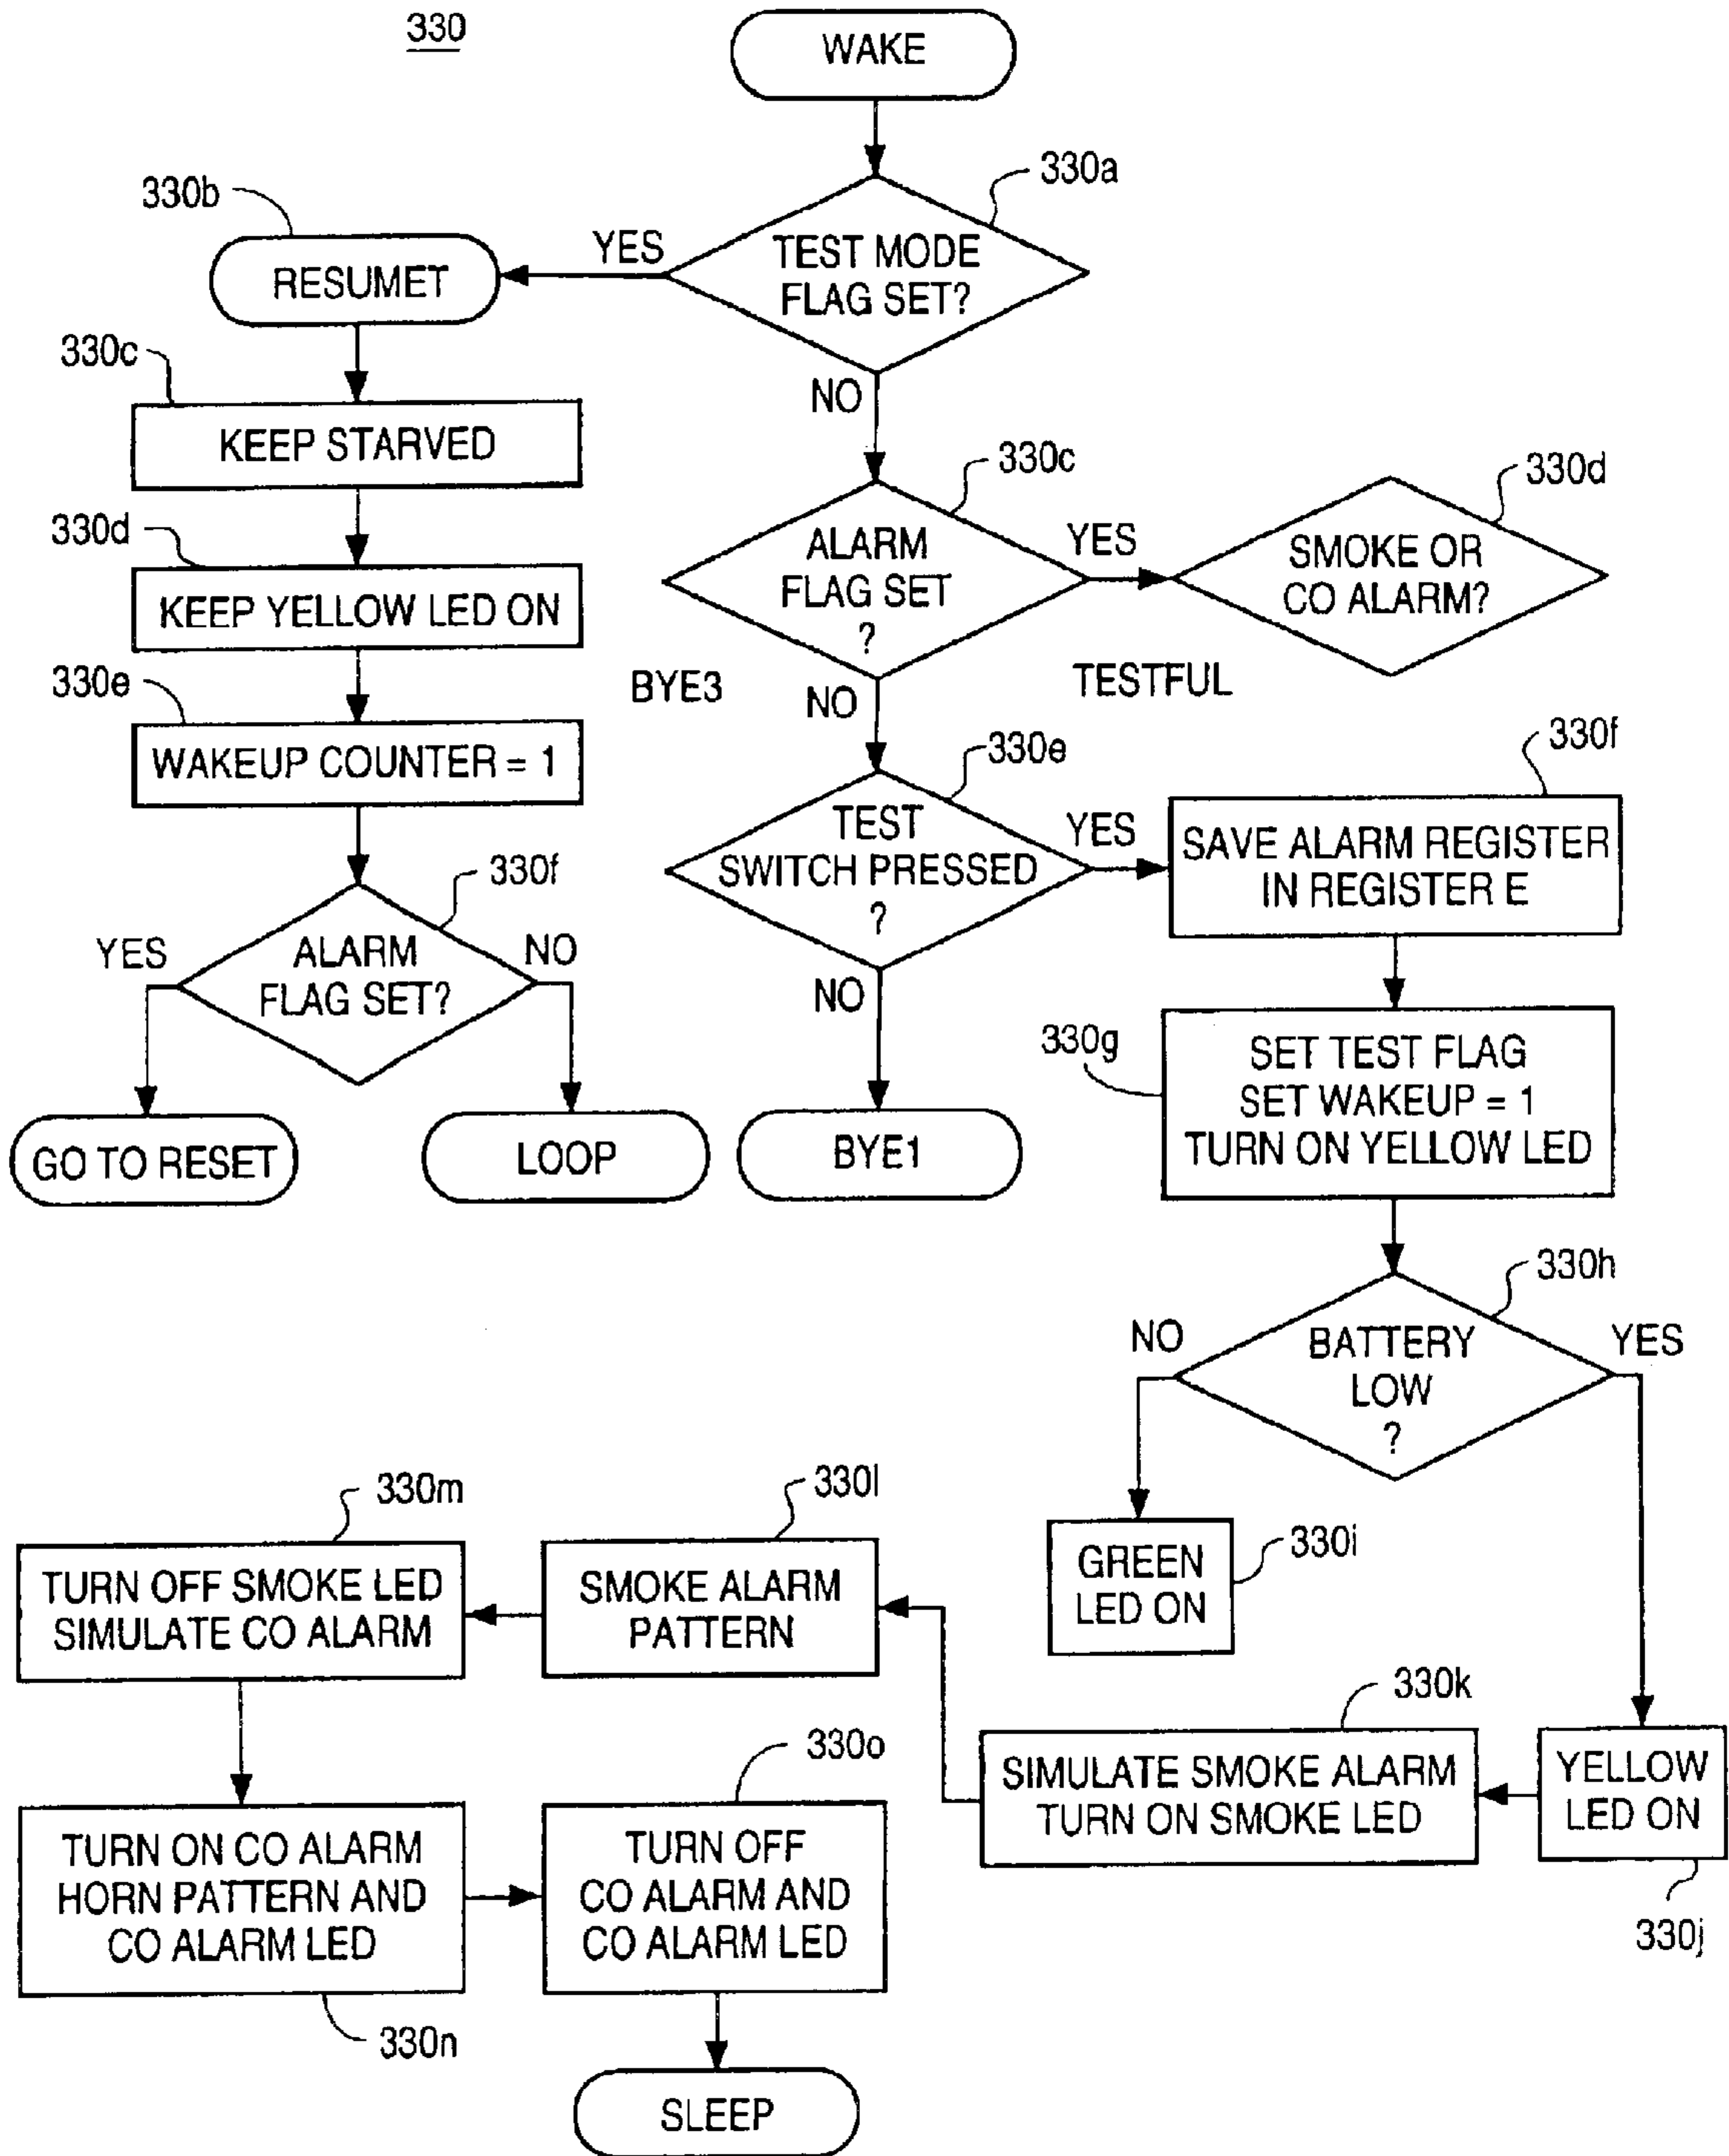 330
WAKE
330a
330b
YES
TEST MODE
FLAG SET?
RESUMET
330c
NO
KEEP STARVED
330c
330d
330d
ALARM
FLAG SET
?
YES
SMOKE OR
CO ALARM?
KEEP YELLOW LED ON
330e
BYE3
NO
TESTFUL
WAKEUP COUNTER = 1
330e
330f
TEST
SWITCH PRESSED
?
YES
SAVE ALARM REGISTER
IN REGISTER E
330f
YES
ALARM
FLAG SET?
NO
NO
330g
SET TEST FLAG
SET WAKEUP = 1
TURN ON YELLOW LED
GO TO RESET
LOOP
BYE1
330h
NO
BATTERY
LOW
?
YES
330m
330l
GREEN
LED ON
330i
TURN OFF SMOKE LED
SIMULATE CO ALARM
SMOKE ALARM
PATTERN
330k
330o
SIMULATE SMOKE ALARM
TURN ON SMOKE LED
YELLOW
LED ON
TURN ON CO ALARM
HORN PATTERN AND
CO ALARM LED
TURN OFF
CO ALARM AND
CO ALARM LED
330j
330n
SLEEP